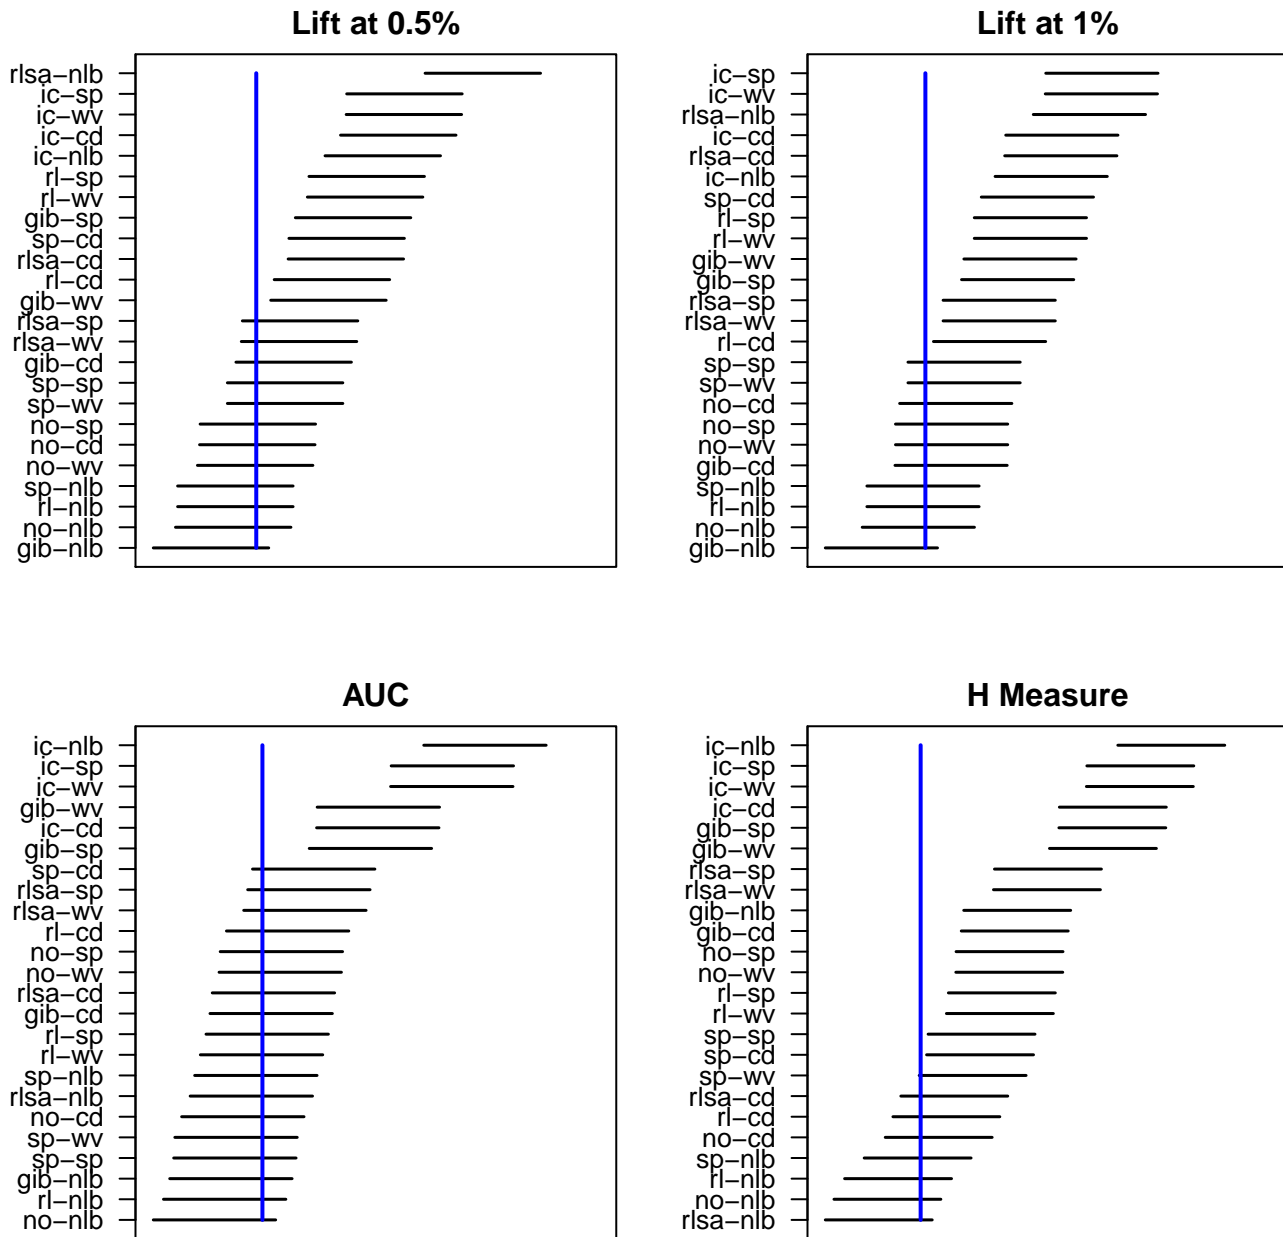 Lift at 0.5%
rlsa−nlb
ic−sp
ic−wv
ic−cd
ic−nlb
rl−sp
rl−wv
gib−sp
sp−cd
rlsa−cd
rl−cd
gib−wv
rlsa−sp
rlsa−wv
gib−cd
sp−sp
sp−wv
no−sp
no−cd
no−wv
sp−nlb
rl−nlb
no−nlb
gib−nlb
Lift at 1%
ic−sp
ic−wv
rlsa−nlb
ic−cd
rlsa−cd
ic−nlb
sp−cd
rl−sp
rl−wv
gib−wv
gib−sp
rlsa−sp
rlsa−wv
rl−cd
sp−sp
sp−wv
no−cd
no−sp
no−wv
gib−cd
sp−nlb
rl−nlb
no−nlb
gib−nlb
AUC
ic−nlb
ic−sp
ic−wv
gib−wv
ic−cd
gib−sp
sp−cd
rlsa−sp
rlsa−wv
rl−cd
no−sp
no−wv
rlsa−cd
gib−cd
rl−sp
rl−wv
sp−nlb
rlsa−nlb
no−cd
sp−wv
sp−sp
gib−nlb
rl−nlb
no−nlb
H Measure
ic−nlb
ic−sp
ic−wv
ic−cd
gib−sp
gib−wv
rlsa−sp
rlsa−wv
gib−nlb
gib−cd
no−sp
no−wv
rl−sp
rl−wv
sp−sp
sp−cd
sp−wv
rlsa−cd
rl−cd
no−cd
sp−nlb
rl−nlb
no−nlb
rlsa−nlb